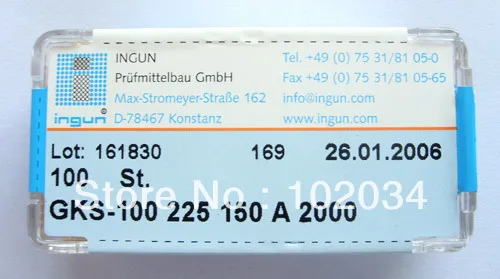 INGUN
Prüfmittelbau GmbH
Max-Stromeyer-Straße 162
D-78467 Konstanz
Tel. +49 (0) 75 31/81 05-0
Fax +49 (0) 75 31/81 05-65
info@ingun.com
www.ingun.com
ingun®
Lot: 161830 169 26.01.2006
100 St.
GKS-100 225 150 A 2000
Store No: 102034